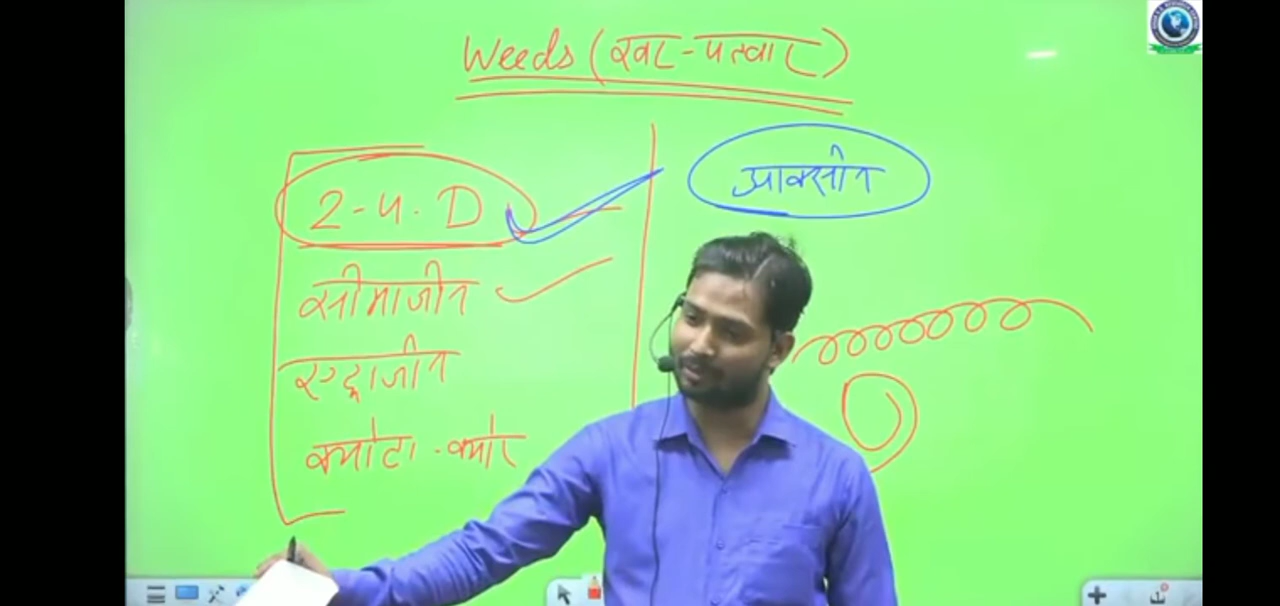 Weeds (खर-पतवार)
2-4.D
आक्सीन
सीमाजीन
एट्राजीन
क्योटा-क्योर